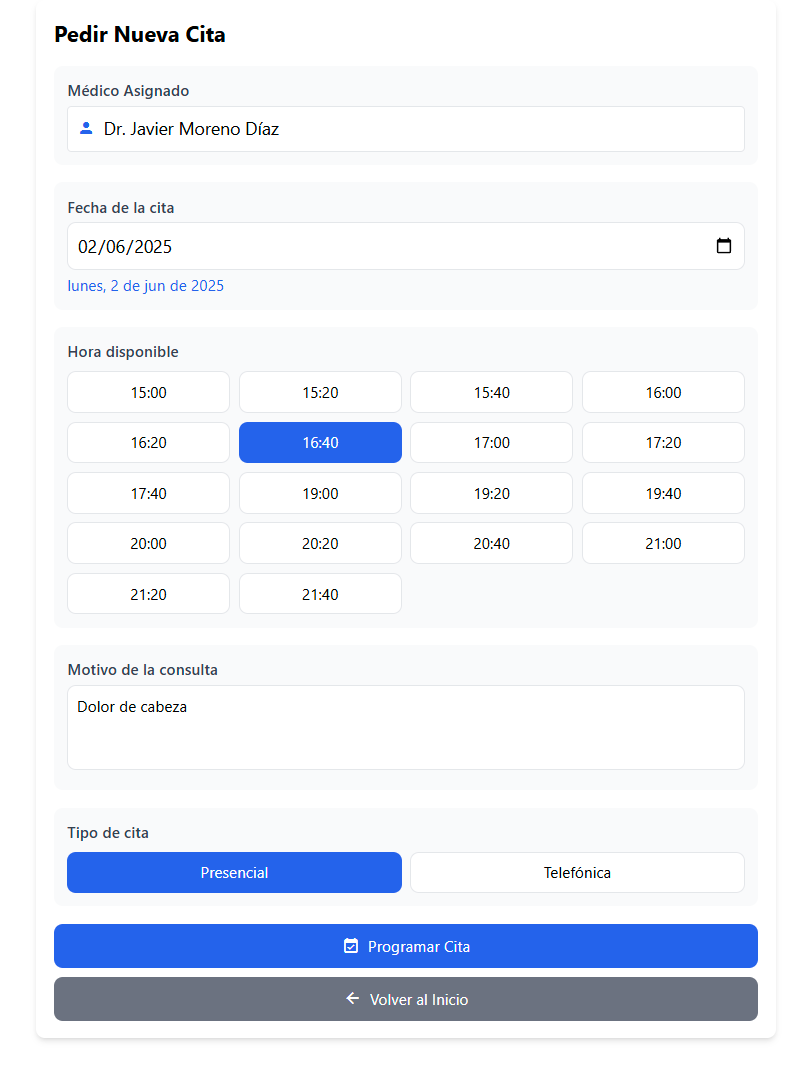 Pedir Nueva Cita
Médico Asignado
Dr. Javier Moreno Díaz
Fecha de la cita
02/06/2025
lunes, 2 de jun de 2025
Hora disponible
15:00 15:20 15:40 16:00
16:20 16:40 17:00 17:20
17:40 19:00 19:20 19:40
20:00 20:20 20:40 21:00
21:20 21:40
Motivo de la consulta
Dolor de cabeza
Tipo de cita
Presencial Telefónica
Programar Cita
Volver al Inicio